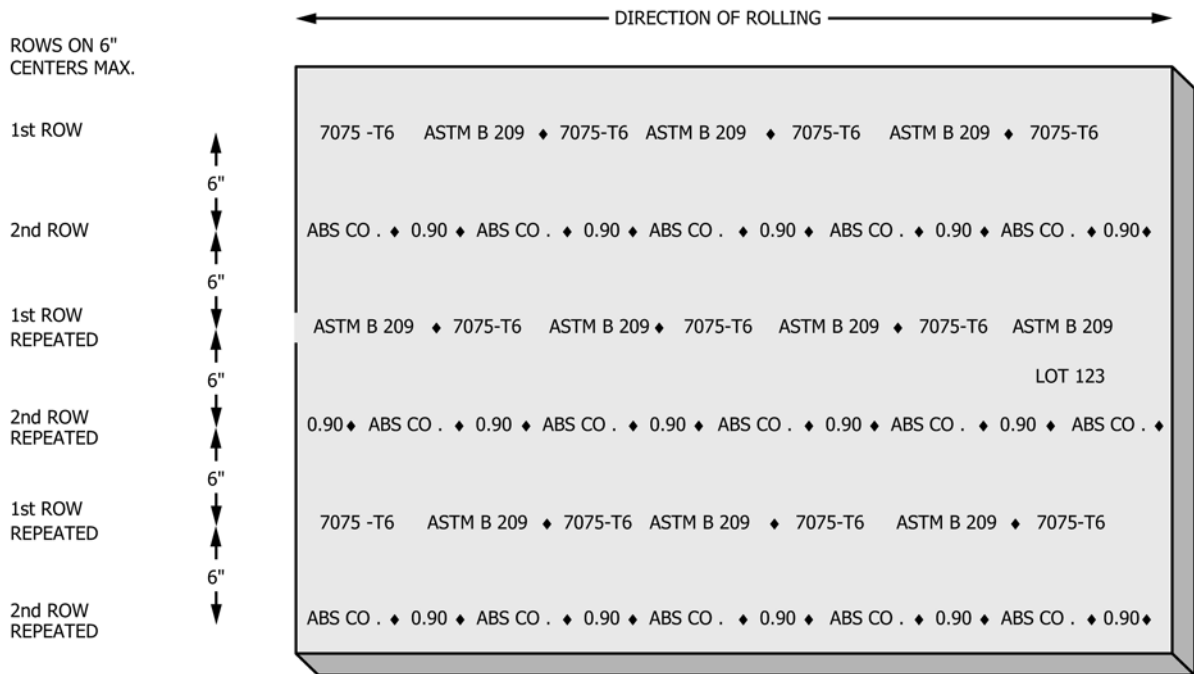 DIRECTION OF ROLLING
ROWS ON 6"
CENTERS MAX.
1st ROW
7075 -T6 ASTM B 209 ♦ 7075-T6 ASTM B 209 ♦ 7075-T6 ASTM B 209 ♦ 7075-T6
6"
2nd ROW
ABS CO . ♦ 0.90 ♦ ABS CO . ♦ 0.90 ♦ ABS CO . ♦ 0.90 ♦ ABS CO . ♦ 0.90 ♦ ABS CO . ♦ 0.90♦
6"
1st ROW
REPEATED
ASTM B 209 ♦ 7075-T6 ASTM B 209♦ 7075-T6 ASTM B 209 ♦ 7075-T6 ASTM B 209
6"
LOT 123
2nd ROW
REPEATED
0.90♦ ABS CO . ♦ 0.90 ♦ ABS CO . ♦ 0.90 ♦ ABS CO . ♦ 0.90 ♦ ABS CO . ♦ 0.90 ♦ ABS CO . ♦
6"
1st ROW
REPEATED
7075 -T6 ASTM B 209 ♦ 7075-T6 ASTM B 209 ♦ 7075-T6 ASTM B 209 ♦ 7075-T6
6"
2nd ROW
REPEATED
ABS CO . ♦ 0.90 ♦ ABS CO . ♦ 0.90 ♦ ABS CO . ♦ 0.90 ♦ ABS CO . ♦ 0.90 ♦ ABS CO . ♦ 0.90♦